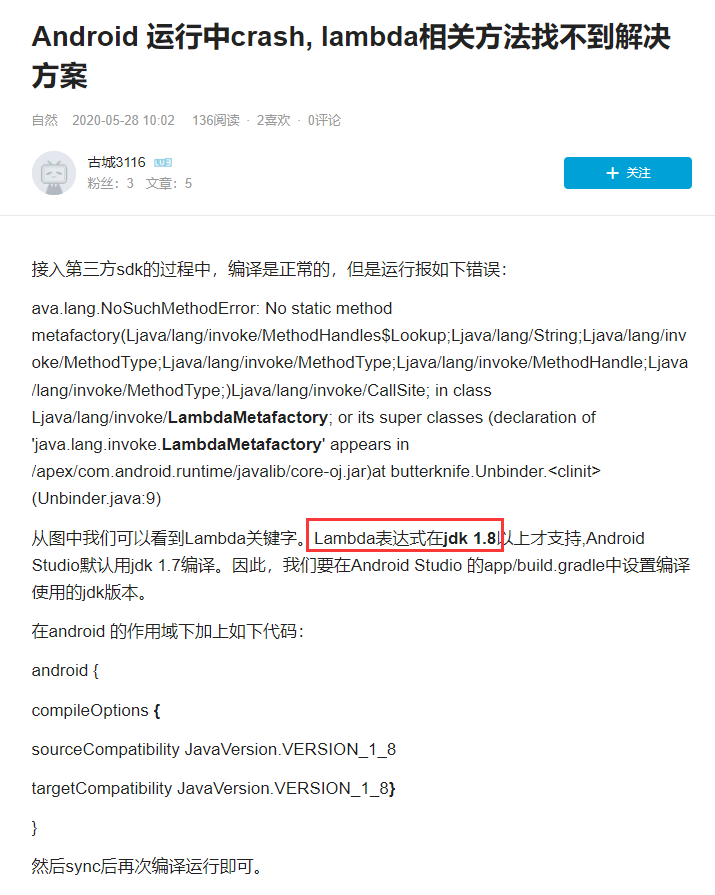 Android 运行中crash, lambda相关方法找不到解决
方案
自然 2020-05-28 10:02 136阅读 · 2喜欢 · 0评论
古城3116 LV3
粉丝：3 文章：5
+ 关注
接入第三方sdk的过程中，编译是正常的，但是运行报如下错误：
ava.lang.NoSuchMethodError: No static method
metafactory(Ljava/lang/invoke/MethodHandles$Lookup;Ljava/lang/String;Ljava/lang/inv
oke/MethodType;Ljava/lang/invoke/MethodType;Ljava/lang/invoke/MethodHandle;Ljava
/lang/invoke/MethodType;)Ljava/lang/invoke/CallSite; in class
Ljava/lang/invoke/LambdaMetafactory; or its super classes (declaration of
'java.lang.invoke.LambdaMetafactory' appears in
/apex/com.android.runtime/javalib/core-oj.jar)at butterknife.Unbinder.<clinit>
(Unbinder.java:9)
从图中我们可以看到Lambda关键字。Lambda表达式在jdk 1.8以上才支持,Android
Studio默认用jdk 1.7编译。因此，我们要在Android Studio 的app/build.gradle中设置编译
使用的jdk版本。
在android 的作用域下加上如下代码：
android {
compileOptions {
sourceCompatibility JavaVersion.VERSION_1_8
targetCompatibility JavaVersion.VERSION_1_8}
}
然后sync后再次编译运行即可。